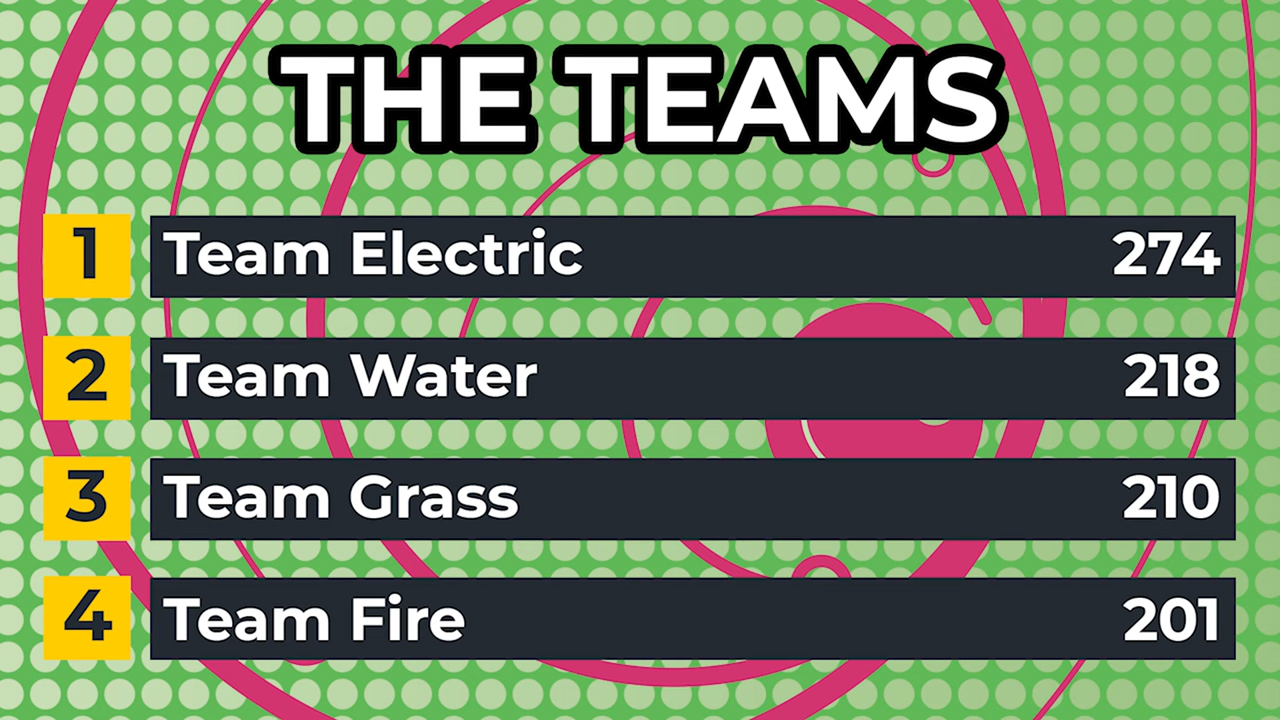 THE TEAMS
1 Team Electric 274
2 Team Water 218
3 Team Grass 210
4 Team Fire 201